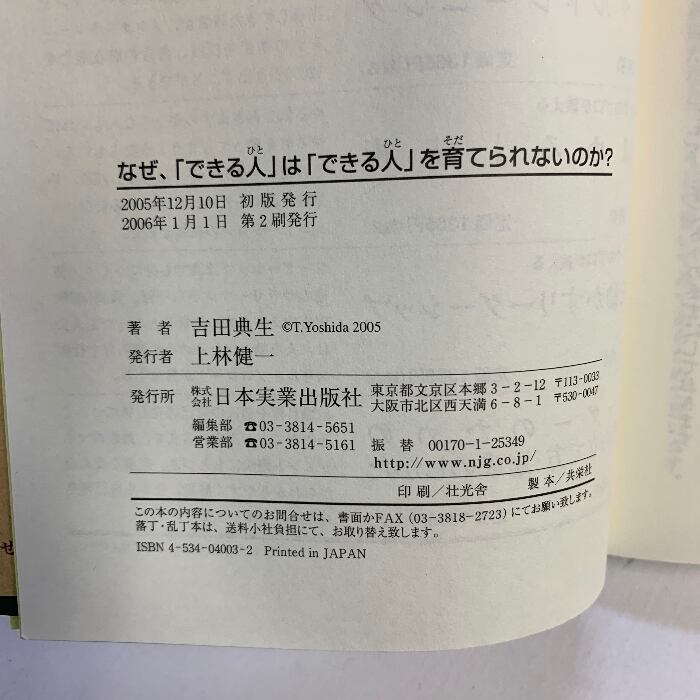 なぜ、「できる人」は「できる人」を育てられないのか?
2005年12月10日 初版発行
2006年1月1日 第2刷発行
著者 吉田典生 ©T.Yoshida 2005
発行者 上林健一
発行所 株式会社 日本実業出版社 東京都文京区本郷3-2-12 〒113-0033
大阪市北区西天満6-8-1 〒530-0047
編集部 ☎03-3814-5651
営業部 ☎03-3814-5161 振替 00170-1-25349
http://www.njg.co.jp/
印刷/壮光舎 製本/共栄社
この本の内容についてのお問合せは、書面かFAX(03-3818-2723)にてお願い致します。
落丁・乱丁本は、送料小社負担にて、お取り替え致します。
ISBN 4-534-04003-2 Printed in JAPAN